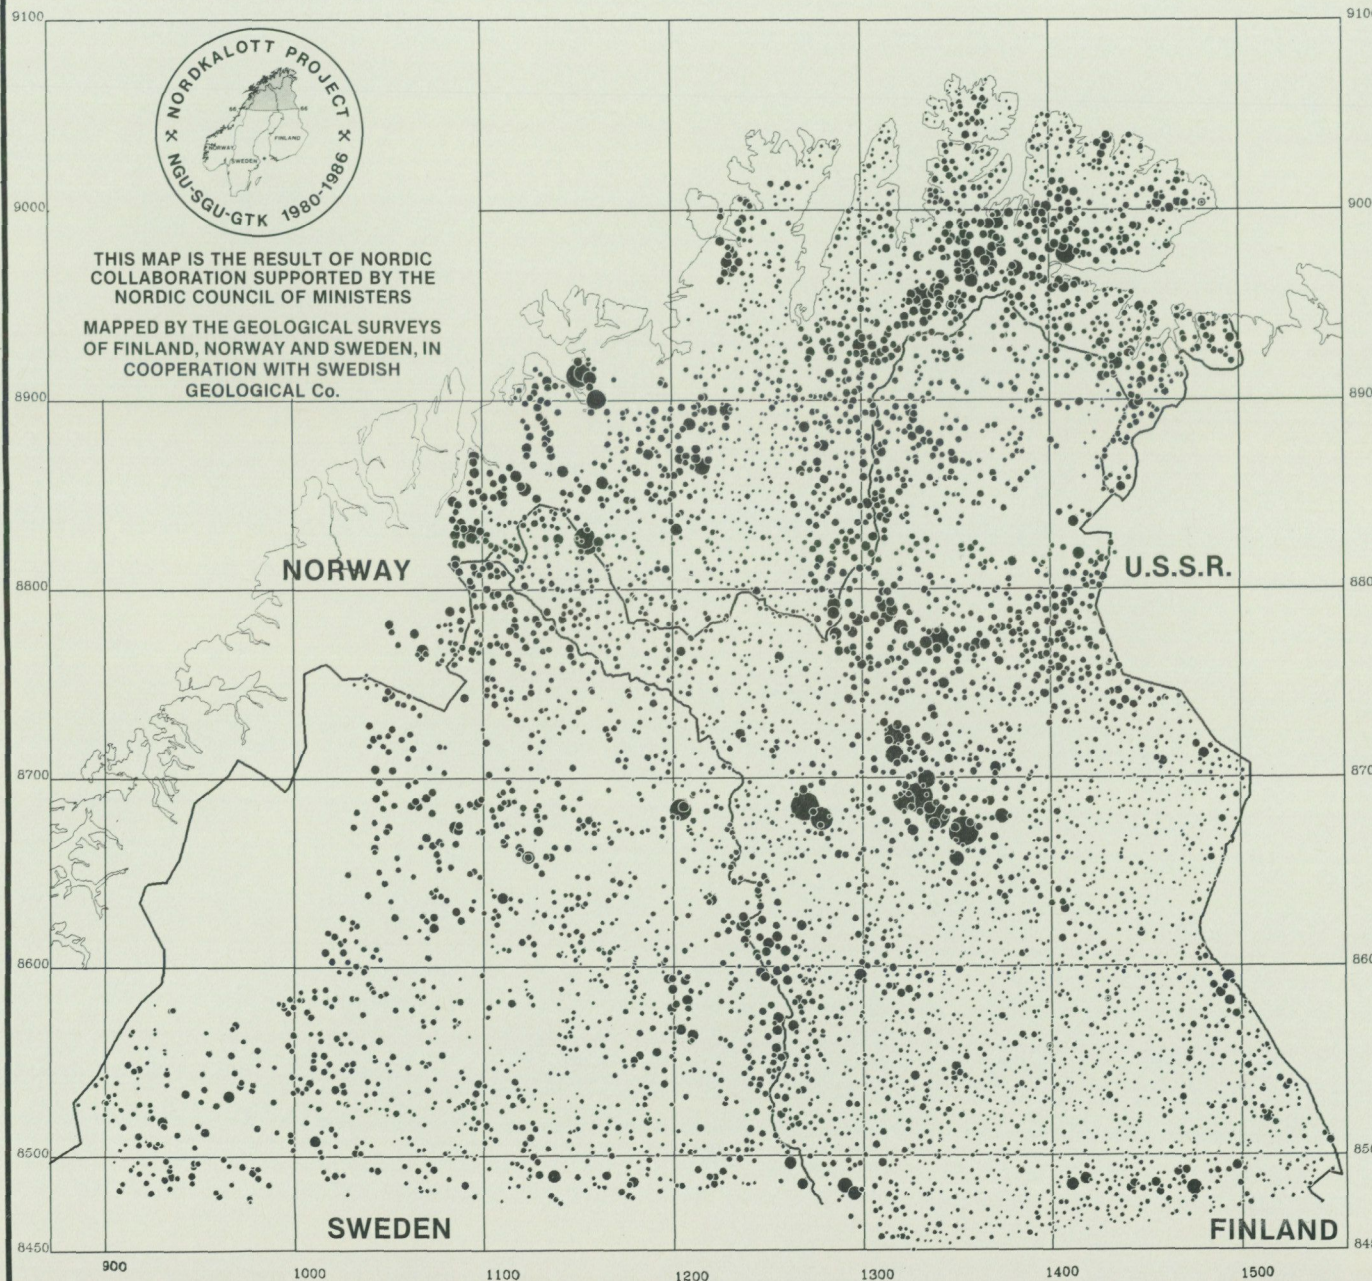 9100
9100
NORDKALOTT PROJECT
NGU-SGU-GTK 1980-1986
NORWAY
SWEDEN
FINLAND
9000
THIS MAP IS THE RESULT OF NORDIC
COLLABORATION SUPPORTED BY THE
NORDIC COUNCIL OF MINISTERS
MAPPED BY THE GEOLOGICAL SURVEYS
OF FINLAND, NORWAY AND SWEDEN, IN
COOPERATION WITH SWEDISH
GEOLOGICAL Co.
8900
NORWAY
U.S.S.R.
8800
8700
8600
8500
SWEDEN
FINLAND
8450
900 1000 1100 1200 1300 1400 1500